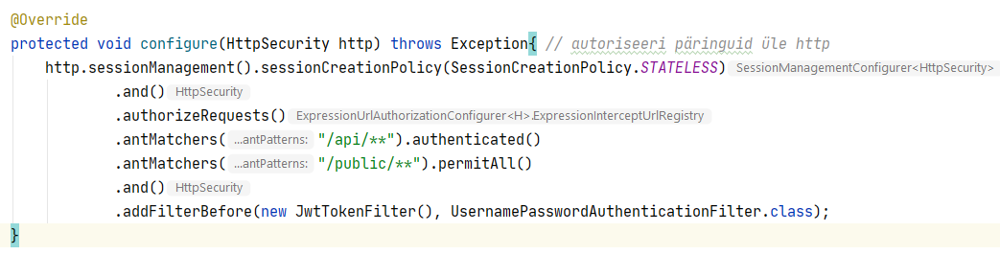 @Override
protected void configure(HttpSecurity http) throws Exception{ // autoriseeri päringuid üle http
http.sessionManagement().sessionCreationPolicy(SessionCreationPolicy.STATELESS) SessionManagementConfigurer<HttpSecurity>
.and() HttpSecurity
.authorizeRequests() ExpressionUrlAuthorizationConfigurer<H>.ExpressionInterceptUrlRegistry
.antMatchers( ...antPatterns: "/api/**").authenticated()
.antMatchers( ...antPatterns: "/public/**").permitAll()
.and() HttpSecurity
.addFilterBefore(new JwtTokenFilter(), UsernamePasswordAuthenticationFilter.class);
}